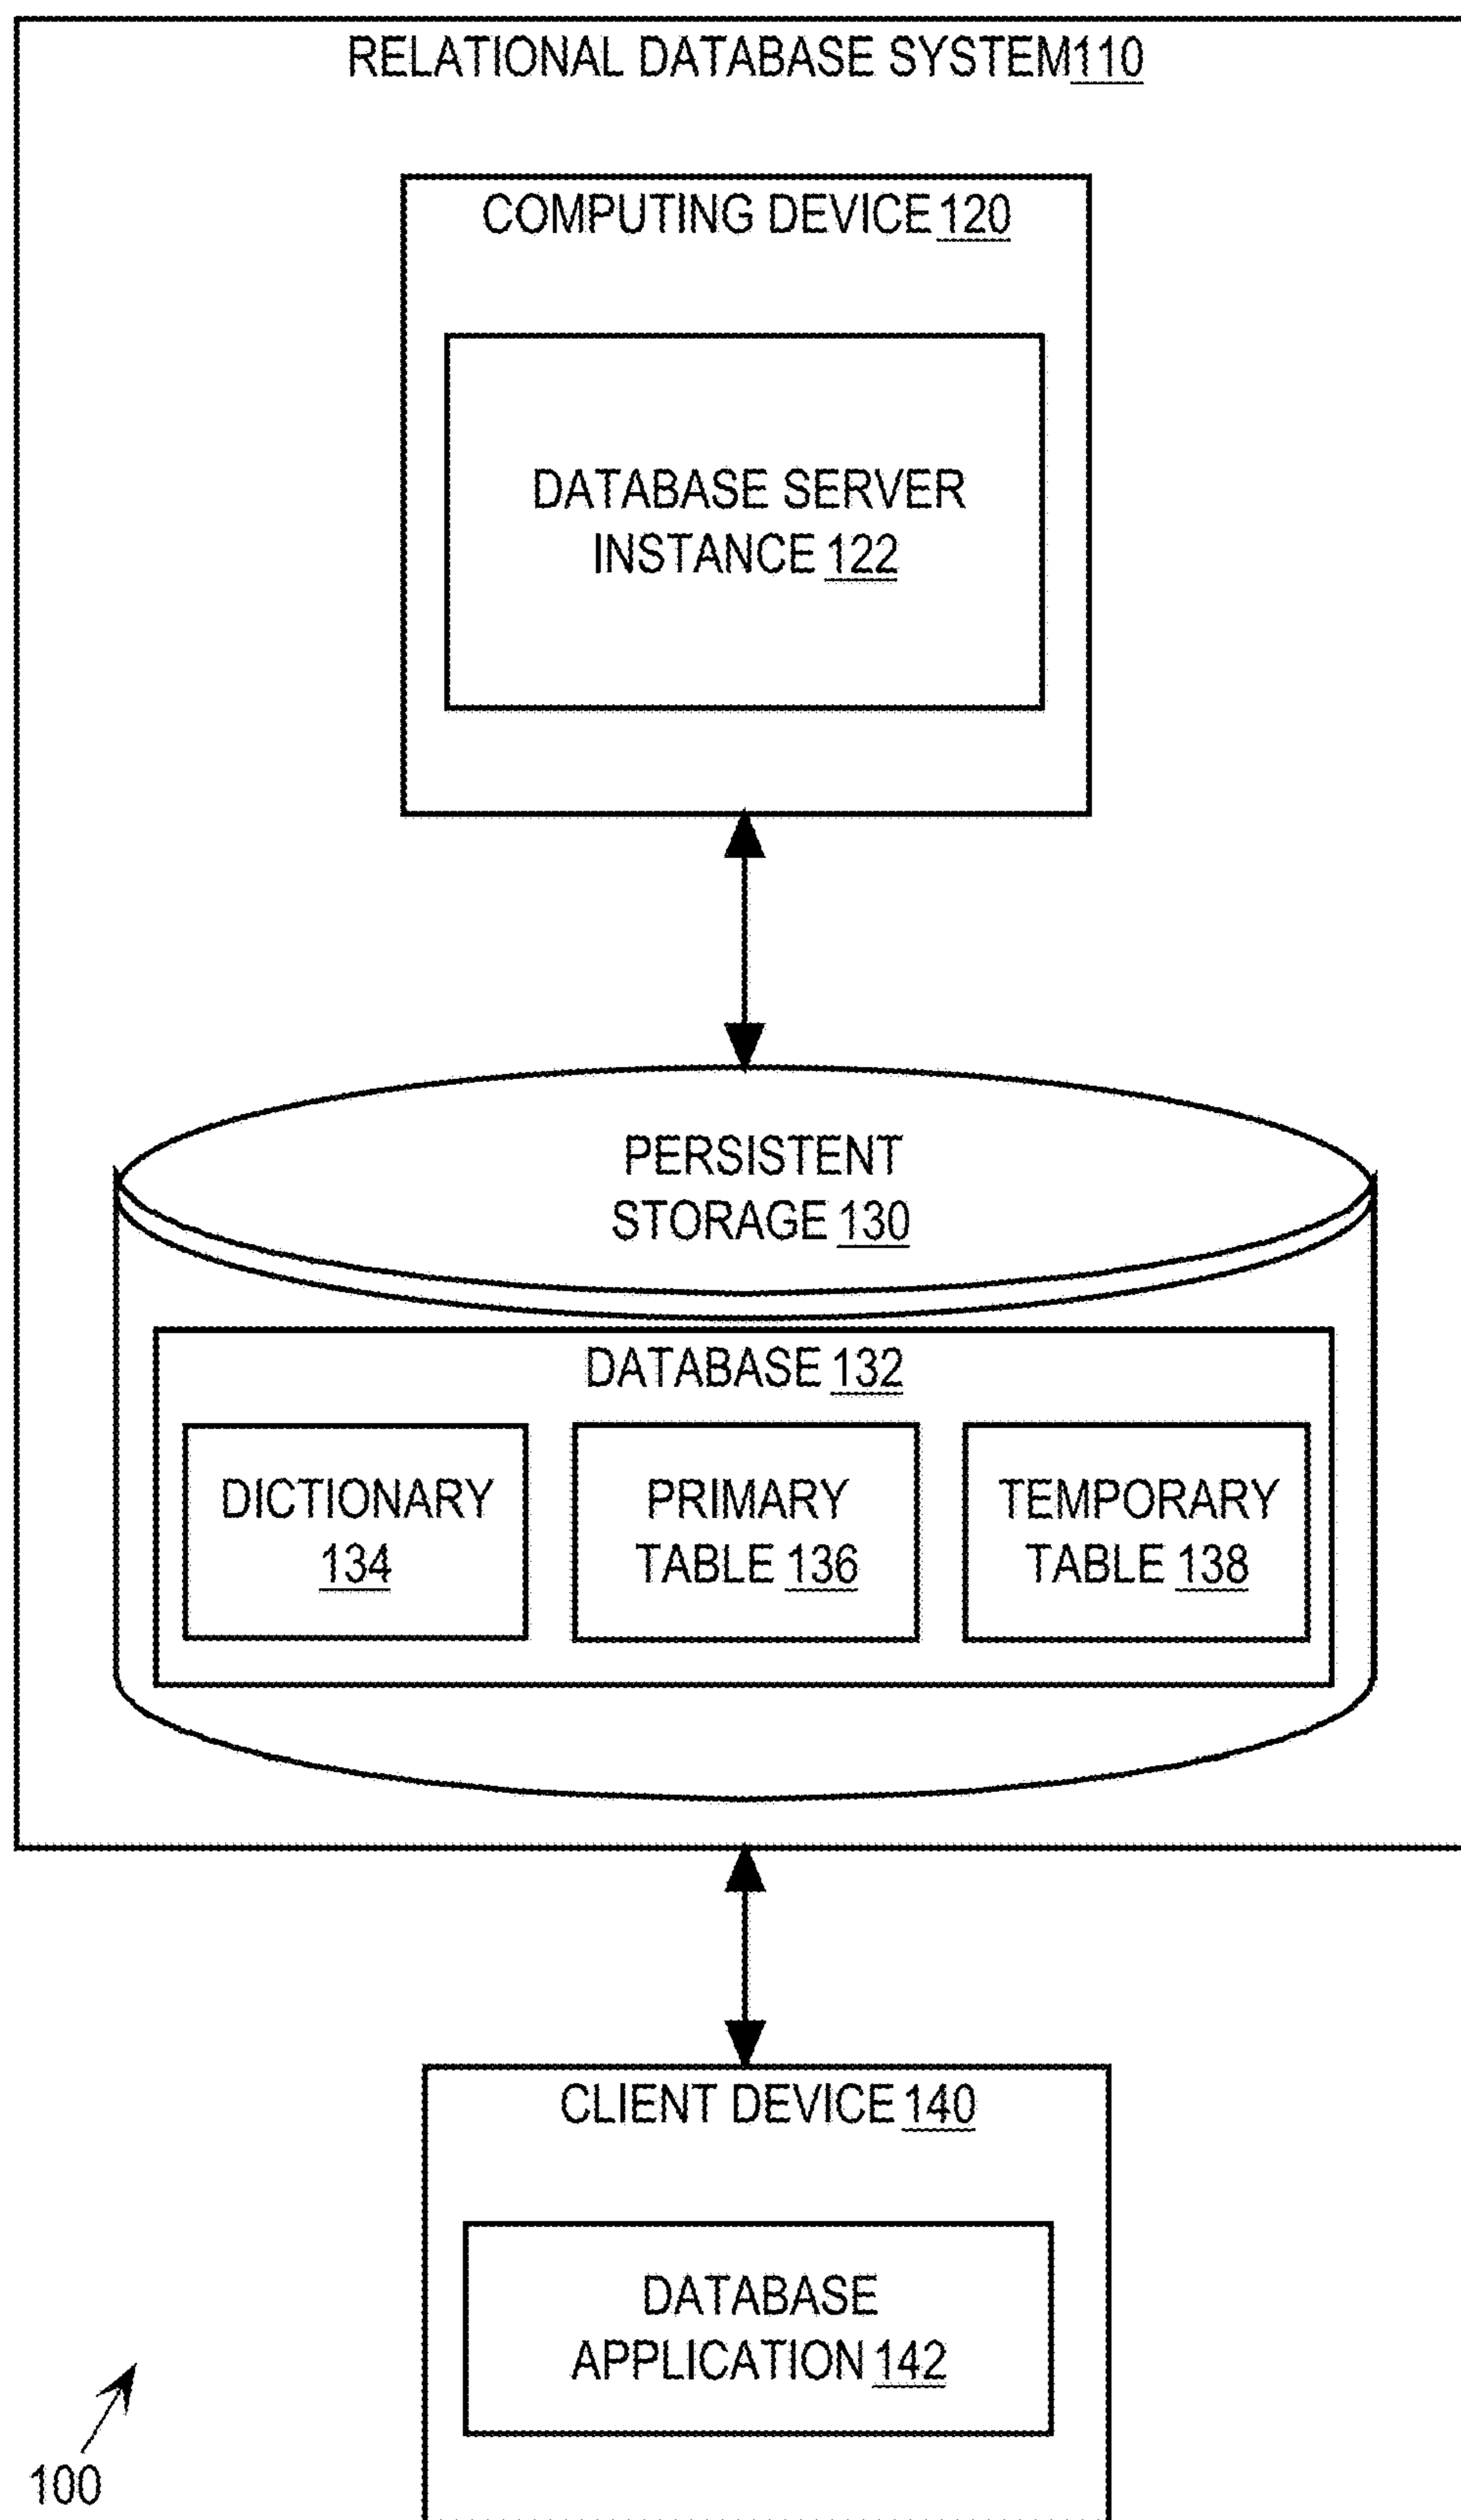 RELATIONAL DATABASE SYSTEM110
COMPUTING DEVICE 120
DATABASE SERVER
INSTANCE 122
PERSISTENT
STORAGE 130
DATABASE 132
DICTIONARY
134
PRIMARY
TABLE 136
TEMPORARY
TABLE 138
CLIENT DEVICE 140
DATABASE
APPLICATION 142
100